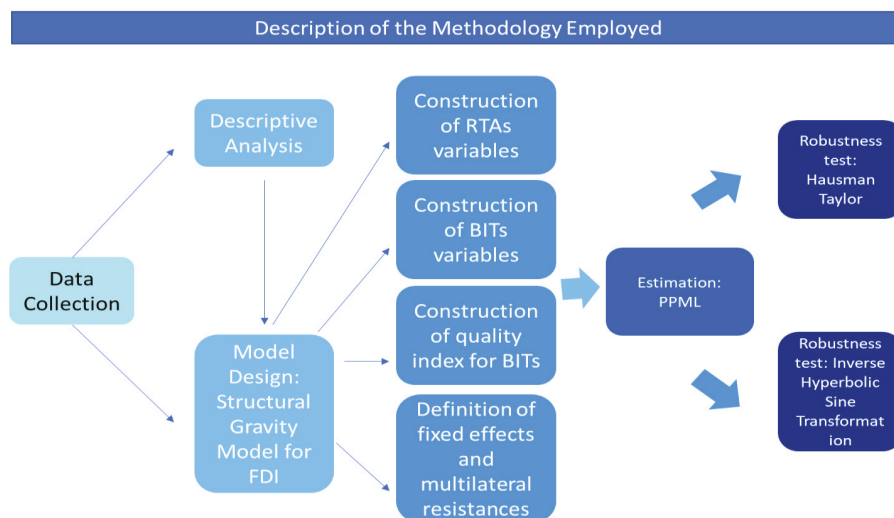 Description of the Methodology Employed
Data
Collection
Descriptive
Analysis
Model
Design:
Structural
Gravity
Model for
FDI
Construction
of RTAs
variables
Construction
of BITs
variables
Construction
of quality
index for BITs
Definition of
fixed effects
and
multilateral
resistances
Estimation:
PPML
Robustness
test:
Hausman
Taylor
Robustness
test: Inverse
Hyperbolic
Sine
Transformat
ion